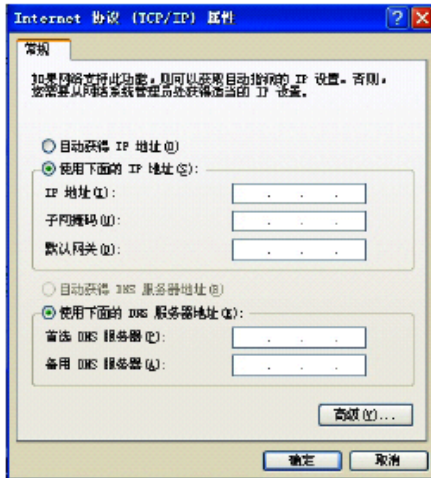 Internet 协议 (TCP/IP) 属性
常规
如果网络支持此功能，则可以获取自动指派的 IP 设置。否则，
您需要从网络系统管理员处获得适当的 IP 设置。
自动获得 IP 地址(O)
使用下面的 IP 地址(S):
IP 地址(I):
子网掩码(U):
默认网关(D):
自动获得 DNS 服务器地址(B)
使用下面的 DNS 服务器地址(E):
首选 DNS 服务器(P):
备用 DNS 服务器(A):
高级(V)...
确定
取消